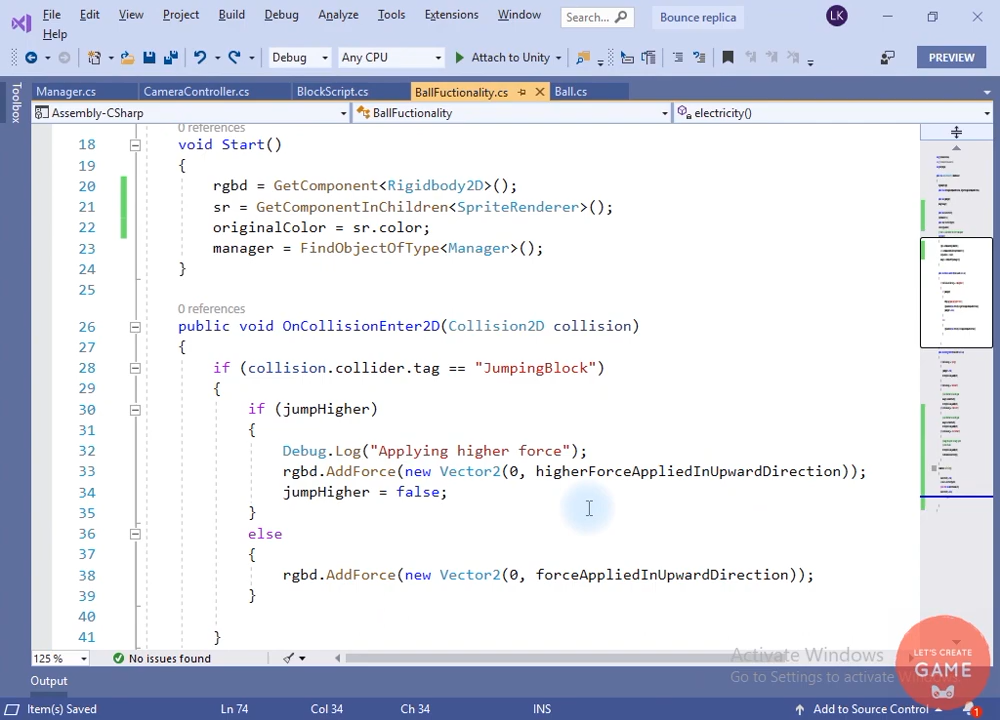 File Edit View Project Build Debug Analyze Tools Extensions Window Search... Bounce replica LK
Help
Debug Any CPU Attach to Unity PREVIEW
Toolbox
Manager.cs CameraController.cs BlockScript.cs BallFuctionality.cs Ball.cs
Assembly-CSharp BallFuctionality electricity()
0 references
18 void Start()
19 {
20 rgbd = GetComponent<Rigidbody2D>();
21 sr = GetComponentInChildren<SpriteRenderer>();
22 originalColor = sr.color;
23 manager = FindObjectOfType<Manager>();
24 }
25
0 references
26 public void OnCollisionEnter2D(Collision2D collision)
27 {
28 if (collision.collider.tag == "JumpingBlock")
29 {
30 if (jumpHigher)
31 {
32 Debug.Log("Applying higher force");
33 rgbd.AddForce(new Vector2(0, higherForceAppliedInUpwardDirection));
34 jumpHigher = false;
35 }
36 else
37 {
38 rgbd.AddForce(new Vector2(0, forceAppliedInUpwardDirection));
39 }
40
41 }
125 % No issues found
Activate Windows
Go to Settings to activate Windows.
LET'S CREATE
GAME
Output
Item(s) Saved Ln 74 Col 34 Ch 34 INS Add to Source Control 1